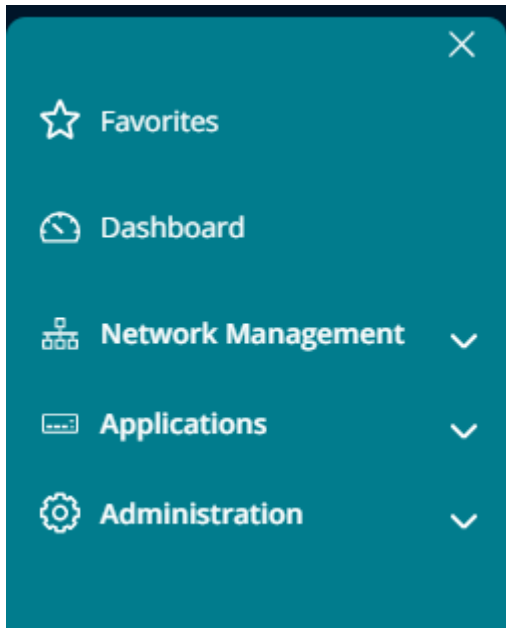 Favorites
Dashboard
Network Management
Applications
Administration